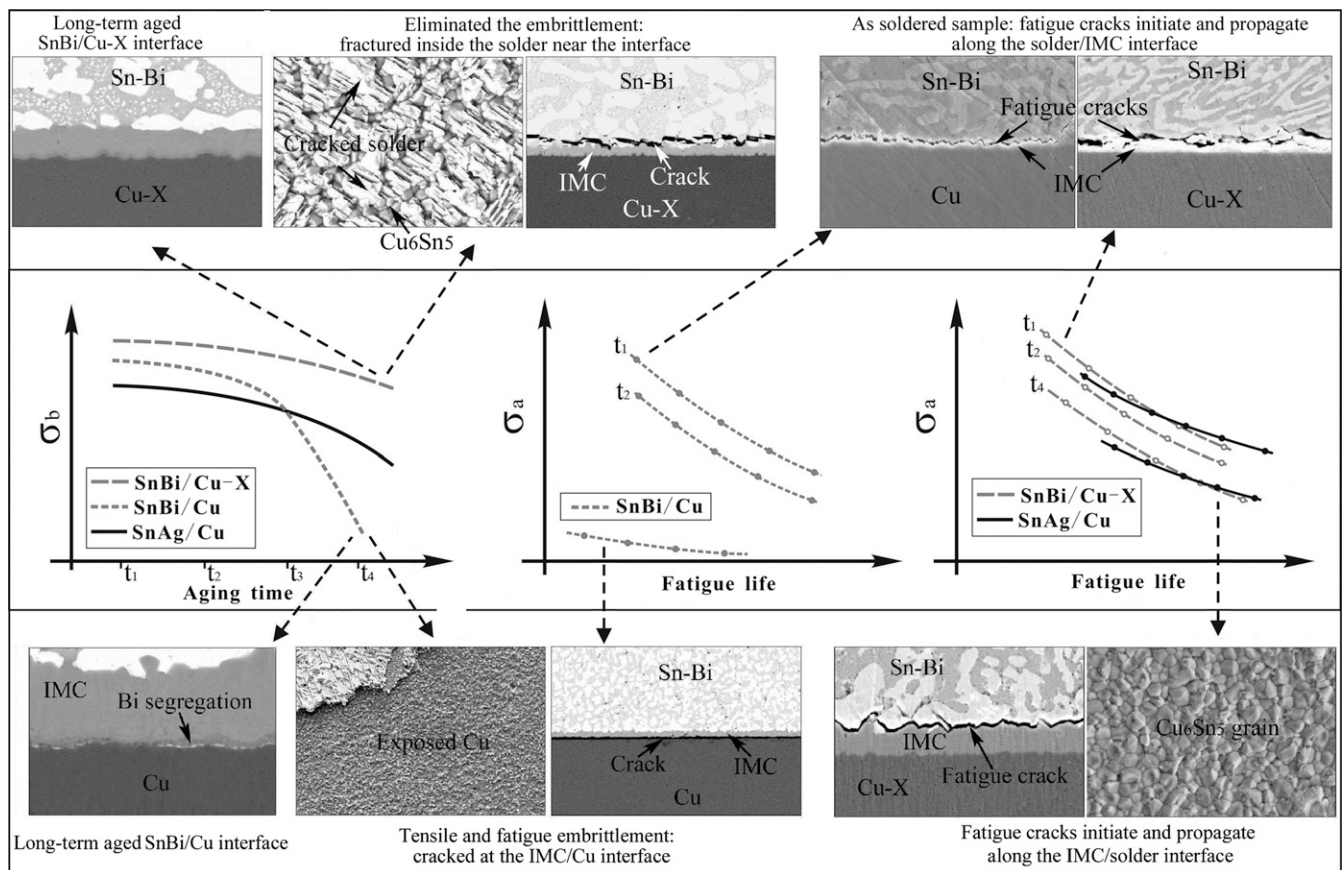 Long-term aged
SnBi/Cu-X interface
Eliminated the embrittlement:
fractured inside the solder near the interface
As soldered sample: fatigue cracks initiate and propagate
along the solder/IMC interface
Sn-Bi
Cu-X
Cracked solder
Cu6Sn5
Sn-Bi
IMC
Crack
Cu-X
Sn-Bi
Fatigue cracks
IMC
Cu
Sn-Bi
Cu-X
σb
SnBi/Cu-X
SnBi/Cu
SnAg/Cu
t1
t2
t3
t4
Aging time
σa
t1
t2
SnBi/Cu
Fatigue life
σa
t1
t2
t4
SnBi/Cu-X
SnAg/Cu
Fatigue life
IMC
Bi segregation
Cu
Exposed Cu
Sn-Bi
Crack
IMC
Cu
Sn-Bi
IMC
Cu-X
Fatigue crack
Cu6Sn5 grain
Long-term aged SnBi/Cu interface
Tensile and fatigue embrittlement:
cracked at the IMC/Cu interface
Fatigue cracks initiate and propagate
along the IMC/solder interface